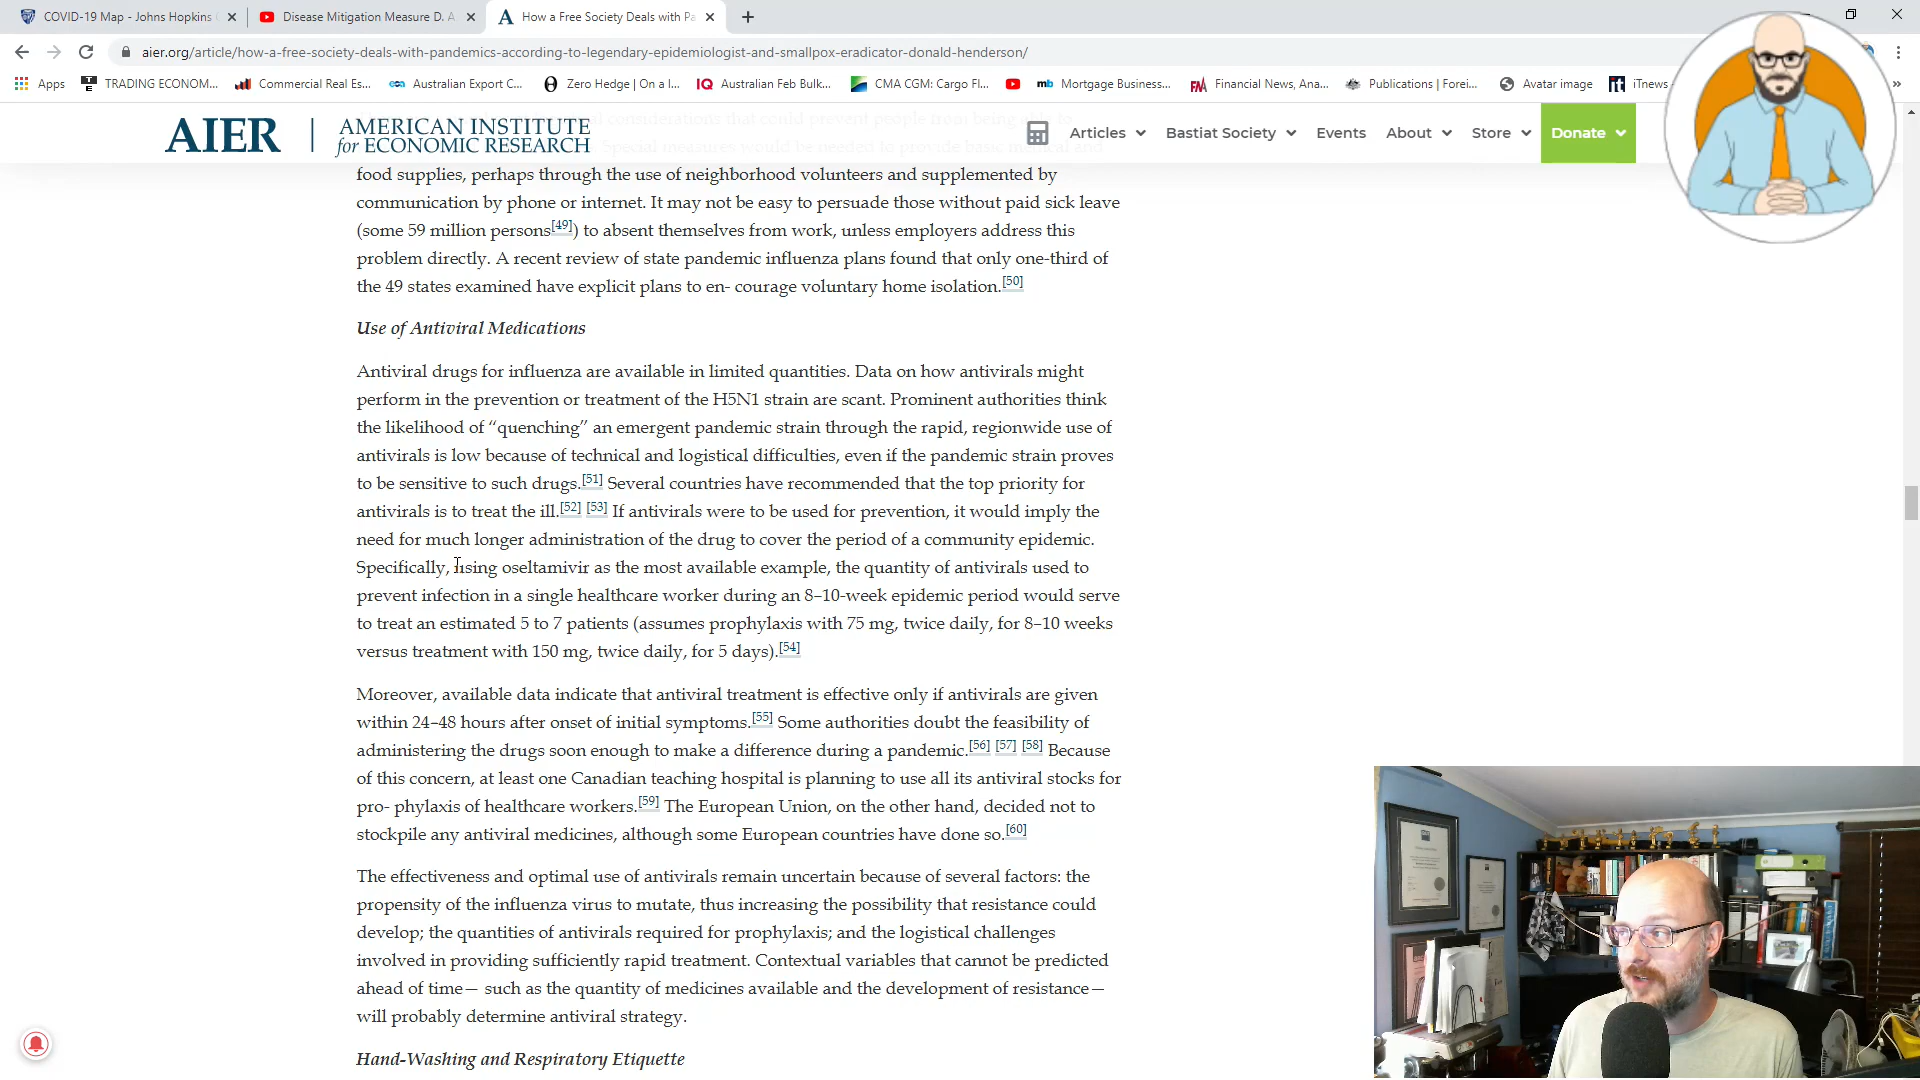 COVID-19 Map - Johns Hopkins
Disease Mitigation Measure D. A
How a Free Society Deals with Pa
aier.org/article/how-a-free-society-deals-with-pandemics-according-to-legendary-epidemiologist-and-smallpox-eradicator-donald-henderson/
Apps
TRADING ECONOM...
Commercial Real Es...
Australian Export C...
Zero Hedge | On a l...
Australian Feb Bulk...
CMA CGM: Cargo Fl...
Mortgage Business...
Financial News, Ana...
Publications | Forei...
Avatar image
iTnews
AIER | AMERICAN INSTITUTE
for ECONOMIC RESEARCH
Articles
Bastiat Society
Events
About
Store
Donate
considerations that could prevent people from being able to
Special measures would be needed to provide basic medical and
food supplies, perhaps through the use of neighborhood volunteers and supplemented by
communication by phone or internet. It may not be easy to persuade those without paid sick leave
(some 59 million persons[49]) to absent themselves from work, unless employers address this
problem directly. A recent review of state pandemic influenza plans found that only one-third of
the 49 states examined have explicit plans to en- courage voluntary home isolation.[50]
Use of Antiviral Medications
Antiviral drugs for influenza are available in limited quantities. Data on how antivirals might
perform in the prevention or treatment of the H5N1 strain are scant. Prominent authorities think
the likelihood of “quenching” an emergent pandemic strain through the rapid, regionwide use of
antivirals is low because of technical and logistical difficulties, even if the pandemic strain proves
to be sensitive to such drugs.[51] Several countries have recommended that the top priority for
antivirals is to treat the ill.[52] [53] If antivirals were to be used for prevention, it would imply the
need for much longer administration of the drug to cover the period of a community epidemic.
Specifically, using oseltamivir as the most available example, the quantity of antivirals used to
prevent infection in a single healthcare worker during an 8–10-week epidemic period would serve
to treat an estimated 5 to 7 patients (assumes prophylaxis with 75 mg, twice daily, for 8–10 weeks
versus treatment with 150 mg, twice daily, for 5 days).[54]
Moreover, available data indicate that antiviral treatment is effective only if antivirals are given
within 24–48 hours after onset of initial symptoms.[55] Some authorities doubt the feasibility of
administering the drugs soon enough to make a difference during a pandemic.[56] [57] [58] Because
of this concern, at least one Canadian teaching hospital is planning to use all its antiviral stocks for
pro- phylaxis of healthcare workers.[59] The European Union, on the other hand, decided not to
stockpile any antiviral medicines, although some European countries have done so.[60]
The effectiveness and optimal use of antivirals remain uncertain because of several factors: the
propensity of the influenza virus to mutate, thus increasing the possibility that resistance could
develop; the quantities of antivirals required for prophylaxis; and the logistical challenges
involved in providing sufficiently rapid treatment. Contextual variables that cannot be predicted
ahead of time— such as the quantity of medicines available and the development of resistance—
will probably determine antiviral strategy.
Hand-Washing and Respiratory Etiquette